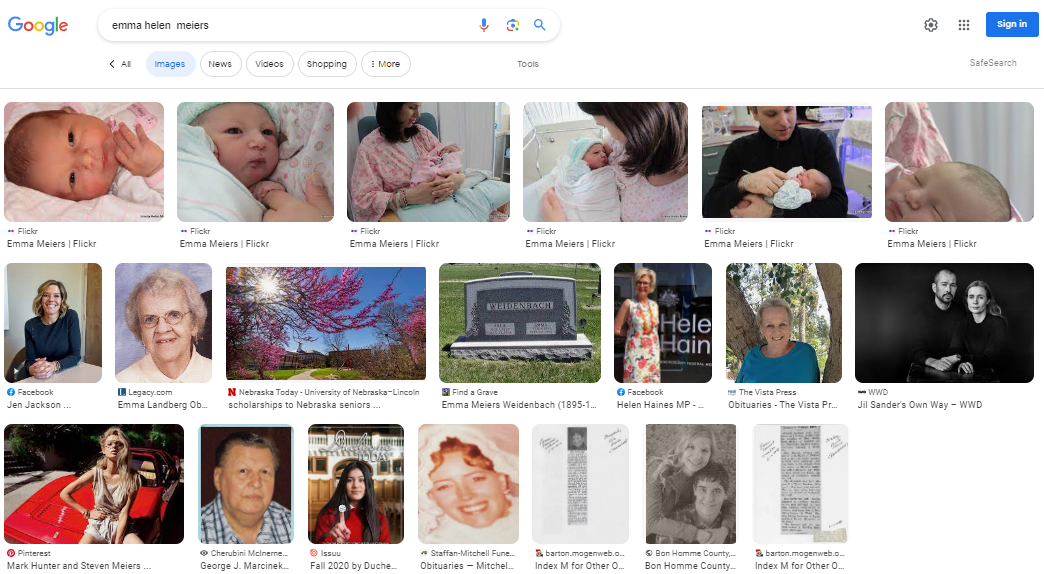 Google
emma helen meiers
Sign in
All
Images
News
Videos
Shopping
More
Tools
SafeSearch
Flickr
Emma Meiers | Flickr
Flickr
Emma Meiers | Flickr
Flickr
Emma Meiers | Flickr
Flickr
Emma Meiers | Flickr
Flickr
Emma Meiers | Flickr
Flickr
Emma Meiers | Flickr
WEIDENBACH
Hele
Hain
Facebook
Jen Jackson ...
Legacy.com
Emma Landberg Ob...
Nebraska Today - University of Nebraska–Lincoln
scholarships to Nebraska seniors ...
Find a Grave
Emma Meiers Weidenbach (1895-1...
Facebook
Helen Haines MP - ...
The Vista Press
Obituaries - The Vista Pr...
WWD
Jil Sander's Own Way – WWD
TODAY
Pinterest
Mark Hunter and Steven Meiers ...
Cherubini McInerne...
George J. Marcinek...
Issuu
Fall 2020 by Duche...
Staffan-Mitchell Fune...
Obituaries — Mitchel...
barton.mogenweb.o...
Index M for Other O...
Bon Homme County,...
Bon Homme County...
barton.mogenweb.o...
Index M for Other O...